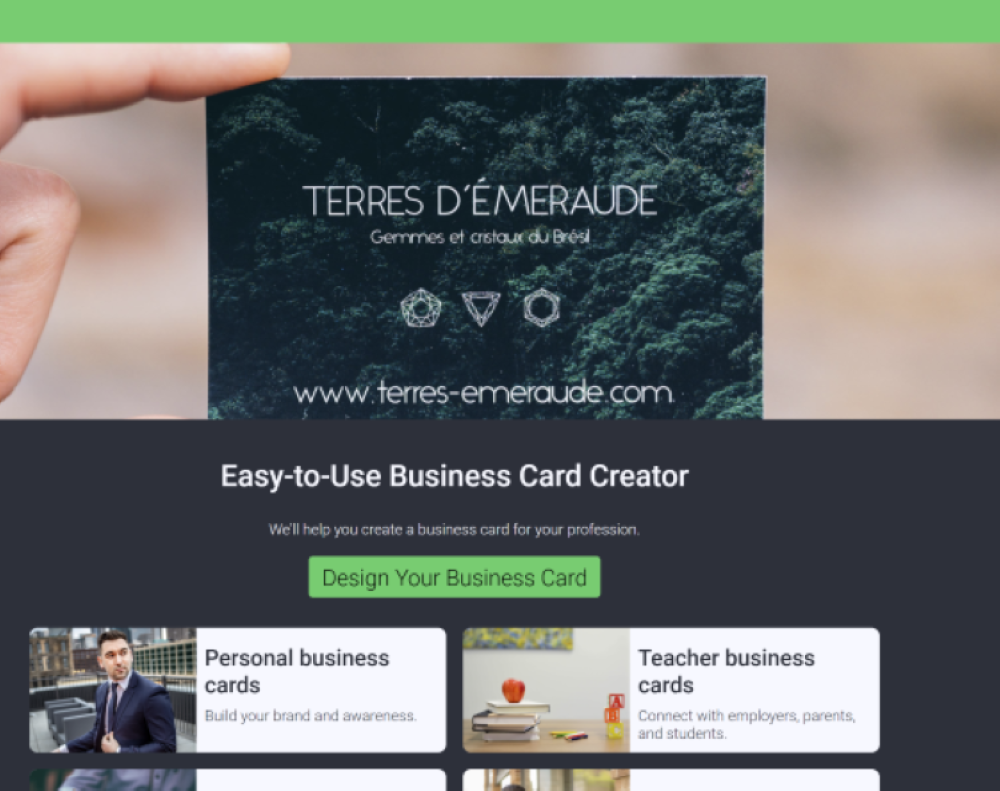 TERRES D'ÉMERAUDE
Gemmes et cristaux du Brésil
www.terres-emeraude.com
Easy-to-Use Business Card Creator
We'll help you create a business card for your profession.
Design Your Business Card
Personal business
cards
Build your brand and awareness.
Teacher business
cards
Connect with employers, parents,
and students.